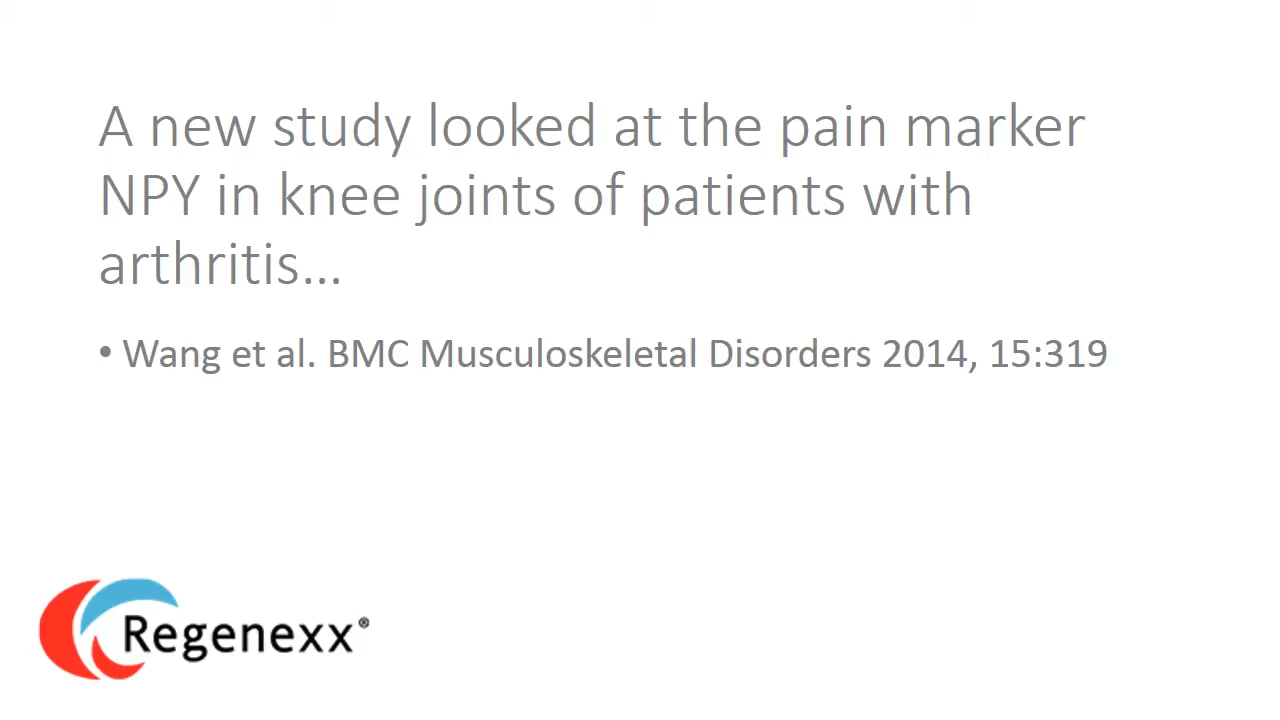 A new study looked at the pain marker
NPY in knee joints of patients with
arthritis…
• Wang et al. BMC Musculoskeletal Disorders 2014, 15:319
Regenexx®